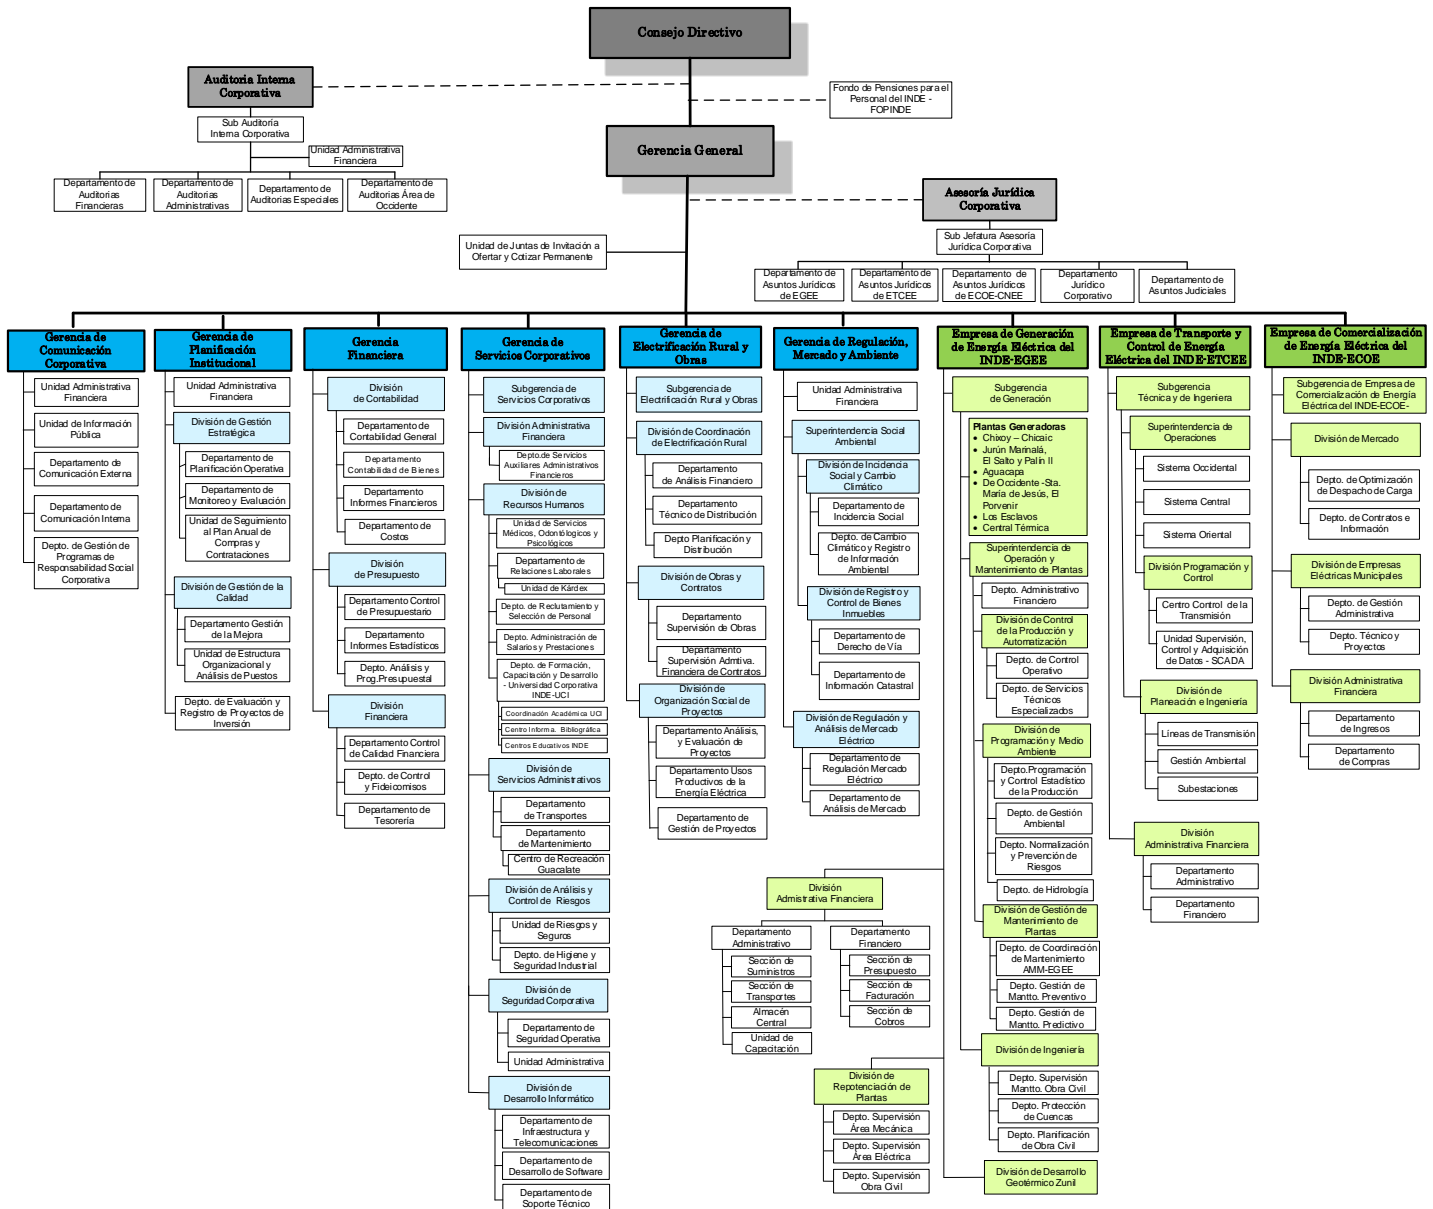 Consejo Directivo
Auditoria Interna
Corporativa
Fondo de Pensiones para el
Personal del INDE -
FOPINDE
Sub Auditoría
Interna Corporativa
Unidad Administrativa
Financiera
Departamento de
Auditorias
Financieras
Departamento de
Auditorias
Administrativas
Departamento de
Auditorias Especiales
Departamento de
Auditorias Área de
Occidente
Gerencia General
Asesoría Jurídica
Corporativa
Sub Jefatura Asesoría
Jurídica Corporativa
Unidad de Juntas de Invitación a
Ofertar y Cotizar Permanente
Departamento de
Asuntos Jurídicos
de EGEE
Departamento de
Asuntos Jurídicos
de ETCEE
Departamento de
Asuntos Jurídicos
de ECOE-CNEE
Departamento
Jurídico
Corporativo
Departamento de
Asuntos Judiciales
Gerencia de
Comunicación
Corporativa
Unidad Administrativa
Financiera
Unidad de Información
Pública
Departamento de
Comunicación Externa
Departamento de
Comunicación Interna
Depto. de Gestión de
Programas de
Responsabilidad Social
Corporativa
Gerencia de
Planificación
Institucional
Unidad Administrativa
Financiera
División de Gestión
Estratégica
Departamento de
Planificación Operativa
Departamento de
Monitoreo y Evaluación
Unidad de Seguimiento
al Plan Anual de
Compras y
Contrataciones
División de Gestión de la
Calidad
Departamento Gestión
de la Mejora
Unidad de Estructura
Organizacional y
Análisis de Puestos
Depto. de Evaluación y
Registro de Proyectos de
Inversión
Gerencia
Financiera
División
de Contabilidad
Departamento de
Contabilidad General
Departamento
Contabilidad de Bienes
Departamento
Informes Financieros
Departamento de
Costos
División
de Presupuesto
Departamento Control
de Presupuestario
Departamento
Informes Estadísticos
Depto. Análisis y
Prog.Presupuestal
División
Financiera
Departamento Control
de Calidad Financiera
Depto. de Control
y Fideicomisos
Departamento de
Tesorería
Gerencia de
Servicios Corporativos
Subgerencia de
Servicios Corporativos
División Administrativa
Financiera
Depto.de Servicios
Auxiliares Administrativos
Financieros
División de
Recursos Humanos
Unidad de Servicios
Médicos, Odontólogicos y
Psicológicos
Departamento de
Relaciones Laborales
Unidad de Kárdex
Depto. de Reclutamiento y
Selección de Personal
Depto. Administración de
Salarios y Prestaciones
Depto. de Formación,
Capacitación y Desarrollo
- Universidad Corporativa
INDE-UCI
Coordinación Académica UCI
Centro Informa. Bibliográfica
Centros Educativos INDE
División de
Servicios Administrativos
Departamento
de Transportes
Departamento
de Mantenimiento
Centro de Recreación
Guacalate
División de Análisis y
Control de Riesgos
Unidad de Riesgos y
Seguros
Depto. de Higiene y
Seguridad Industrial
División de
Seguridad Corporativa
Departamento de
Seguridad Operativa
Unidad Administrativa
División de
Desarrollo Informático
Departamento de
Infraestructura y
Telecomunicaciones
Departamento de
Desarrollo de Software
Departamento de
Soporte Técnico
Gerencia de
Electrificación Rural y
Obras
Subgerencia de
Electrificación Rural y Obras
División de Coordinación
de Electrificación Rural
Departamento
de Análisis Financiero
Departamento
Técnico de Distribución
Depto Planificación y
Distribución
División de Obras y
Contratos
Departamento
Supervisión de Obras
Departamento
Supervisión Admtiva.
Financiera de Contratos
División de
Organización Social de
Proyectos
Departamento Análisis,
y Evaluación de
Proyectos
Departamento Usos
Productivos de la
Energía Eléctrica
Departamento de
Gestión de Proyectos
Gerencia de Regulación,
Mercado y Ambiente
Unidad Administrativa
Financiera
Superintendencia Social
Ambiental
División de Incidencia
Social y Cambio
Climático
Departamento de
Incidencia Social
Depto. de Cambio
Climático y Registro
de Información
Ambiental
División de Registro y
Control de Bienes
Inmuebles
Departamento de
Derecho de Vía
Departamento de
Información Catastral
División de Regulación y
Análisis de Mercado
Eléctrico
Departamento de
Regulación Mercado
Eléctrico
Departamento de
Análisis de Mercado
Empresa de Generación
de Energía Eléctrica del
INDE-EGEE
Subgerencia
de Generación
Plantas Generadoras
• Chixoy – Chicaic
• Jurún Marinalá,
El Salto y Palín II
• Aguacapa
• De Occidente -Sta.
María de Jesús, El
Porvenir
• Los Esclavos
• Central Térmica
Superintendencia de
Operación y
Mantenimiento de Plantas
Depto. Administrativo
Financiero
División de Control
de la Producción y
Automatización
Depto. de Control
Operativo
Depto. de Servicios
Técnicos
Especializados
División de
Programación y Medio
Ambiente
Depto.Programación
y Control Estadístico
de la Producción
Depto. de Gestión
Ambiental
Depto. Normalización
y Prevención de
Riesgos
Depto. de Hidrología
División de Gestión de
Mantenimiento de
Plantas
Depto. de Coordinación
de Mantenimiento
AMM-EGEE
Depto. Gestión de
Mantto. Preventivo
Depto. Gestión de
Mantto. Predictivo
División de Ingeniería
Depto. Supervisión
Mantto. Obra Civil
Depto. Protección
de Cuencas
Depto. Planificación
de Obra Civil
División de Desarrollo
Geotérmico Zunil
División
Admistrativa Financiera
Departamento
Administrativo
Sección de
Suministros
Sección de
Transportes
Almacén
Central
Unidad de
Capacitación
Departamento
Financiero
Sección de
Presupuesto
Sección de
Facturación
Sección de
Cobros
División de
Repotenciación de
Plantas
Depto. Supervisión
Área Mecánica
Depto. Supervisión
Área Eléctrica
Depto. Supervisión
Obra Civil
Empresa de Transporte y
Control de Energía
Eléctrica del INDE-ETCEE
Subgerencia
Técnica y de Ingeniera
Superintendencia de
Operaciones
Sistema Occidental
Sistema Central
Sistema Oriental
División Programación y
Control
Centro Control de la
Transmisión
Unidad Supervisión,
Control y Adquisición
de Datos - SCADA
División de
Planeación e Ingeniería
Líneas de Transmisión
Gestión Ambiental
Subestaciones
División
Administrativa Financiera
Departamento
Administrativo
Departamento
Financiero
Empresa de Comercialización
de Energía Eléctrica del
INDE-ECOE
Subgerencia de Empresa de
Comercialización de Energía
Eléctrica del INDE-ECOE-
División de Mercado
Depto. de Optimización
de Despacho de Carga
Depto. de Contratos e
Información
División de Empresas
Eléctricas Municipales
Depto. de Gestión
Administrativa
Depto. Técnico y
Proyectos
División Administrativa
Financiera
Departamento
de Ingresos
Departamento
de Compras